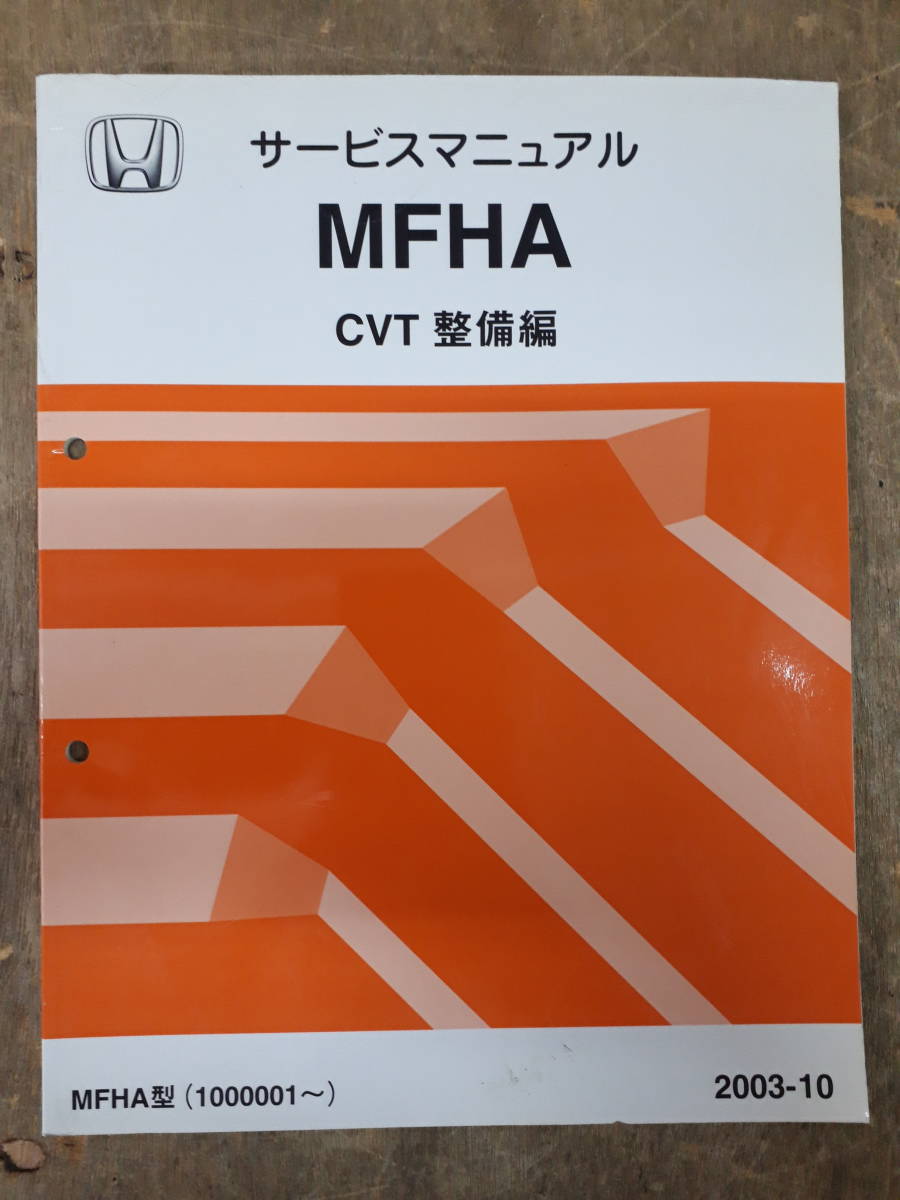 サービスマニュアル
MFHA
CVT 整備編
MFHA型 (1000001〜)
2003-10